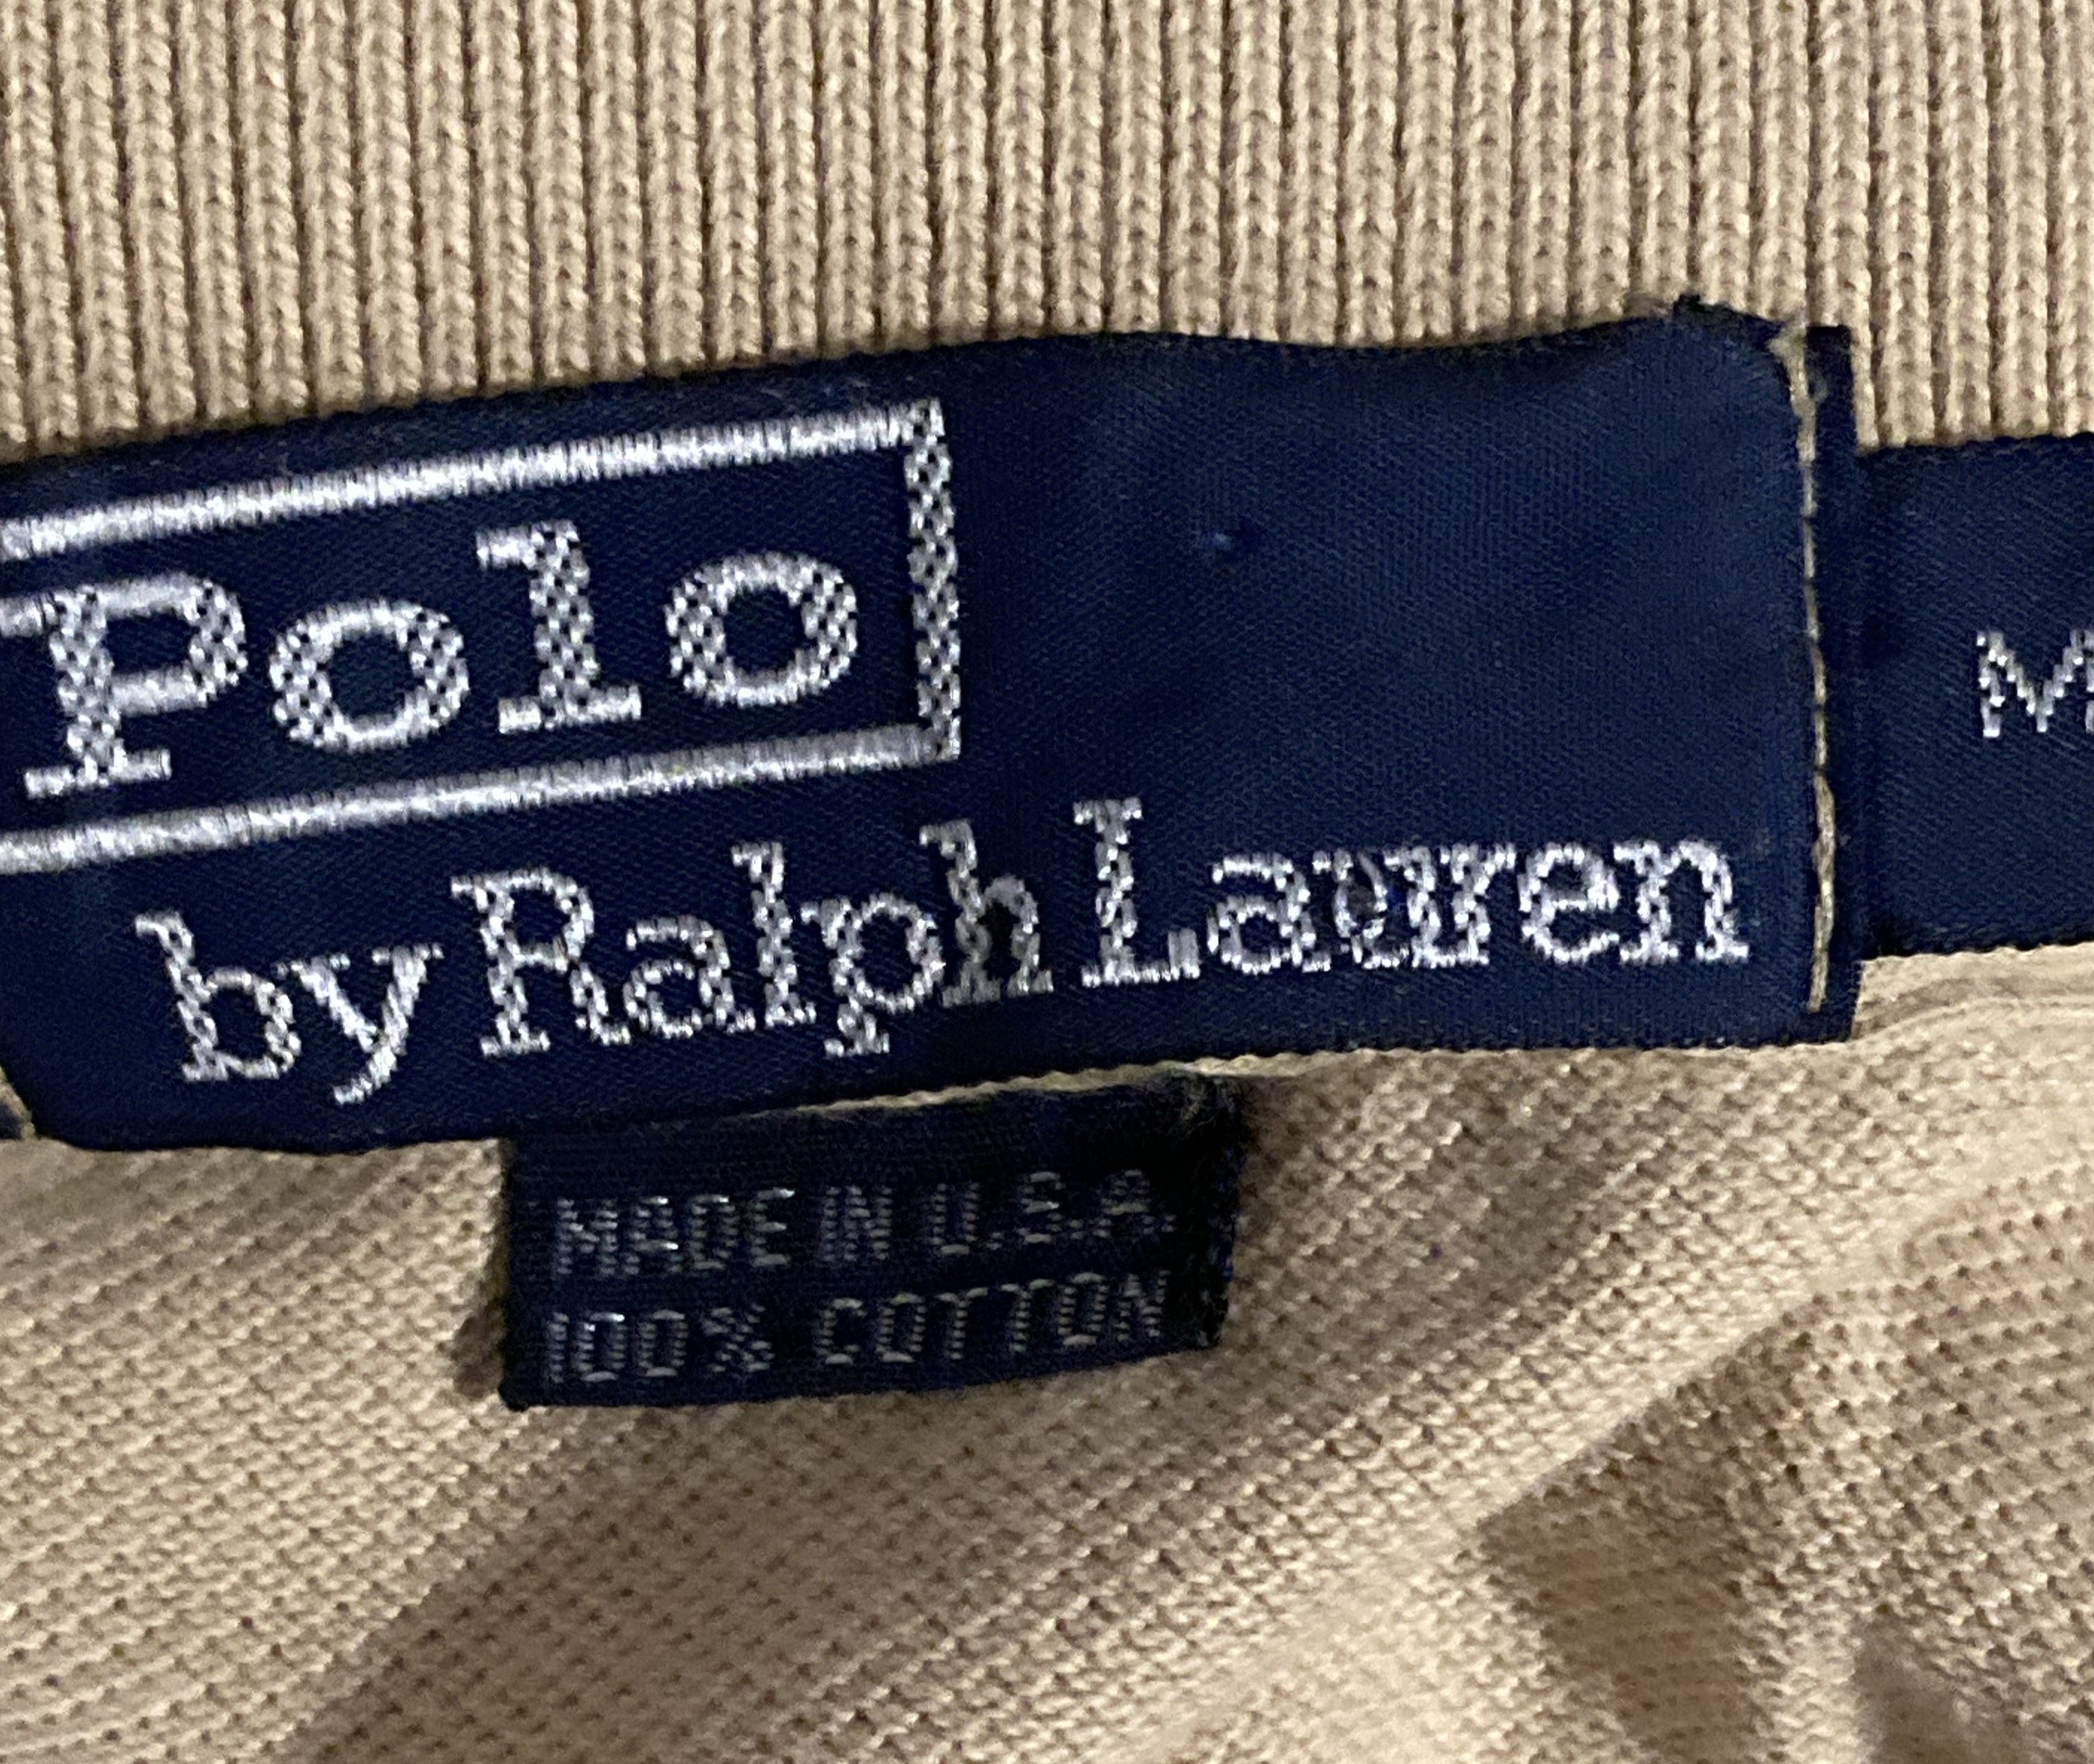 Polo
by Ralph Lauren
M
MADE IN U.S.A.
100% COTTON